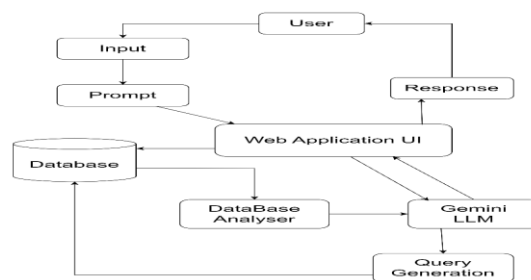 User
Input
Response
Prompt
Web Application UI
Database
DataBase
Analyser
Gemini
LLM
Query
Generation